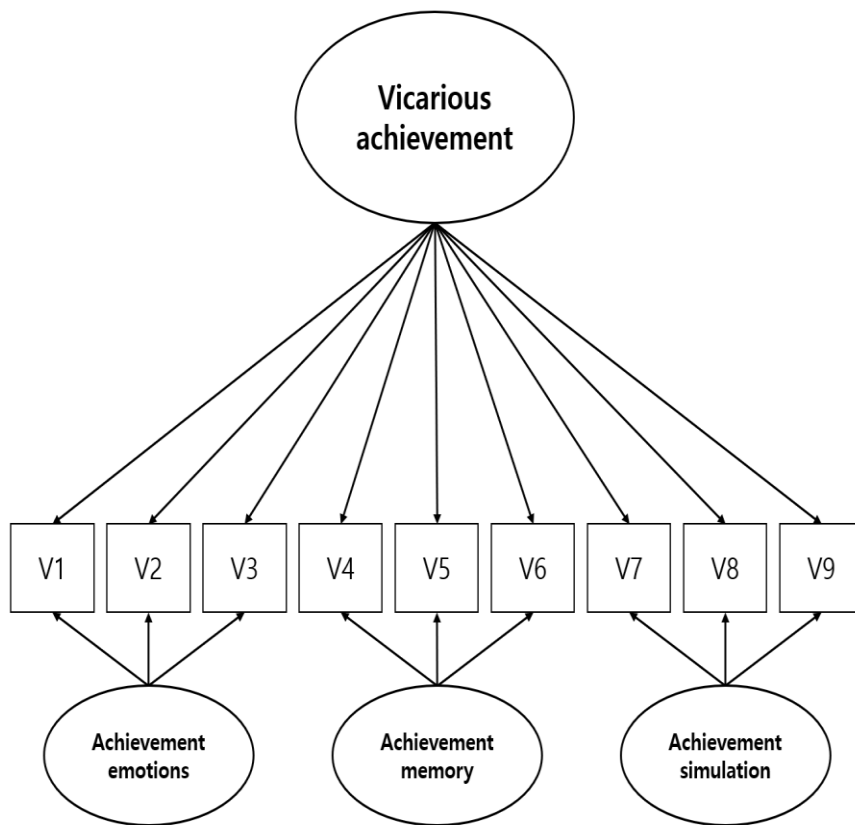 Vicarious
achievement
V1 V2 V3 V4 V5 V6 V7 V8 V9
Achievement
emotions
Achievement
memory
Achievement
simulation